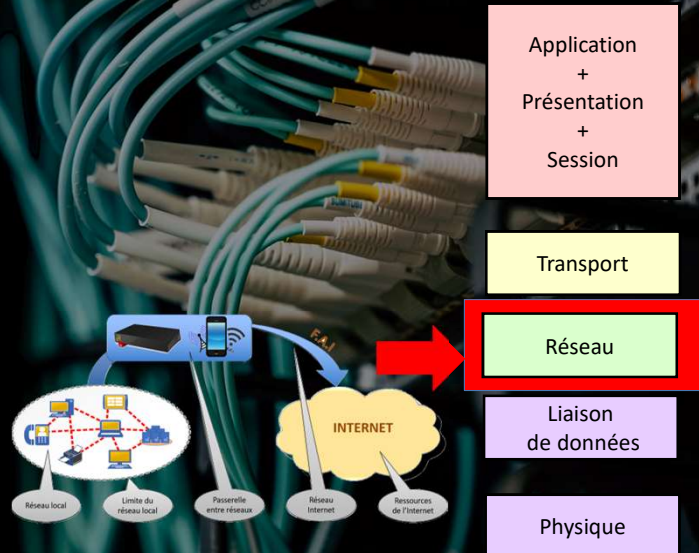 Application
+
Présentation
+
Session
Transport
Réseau
Liaison
de données
Physique
F.A.I
INTERNET
Réseau local
Limite du
réseau local
Passerelle
entre réseaux
Réseau
Internet
Ressources
de l'Internet